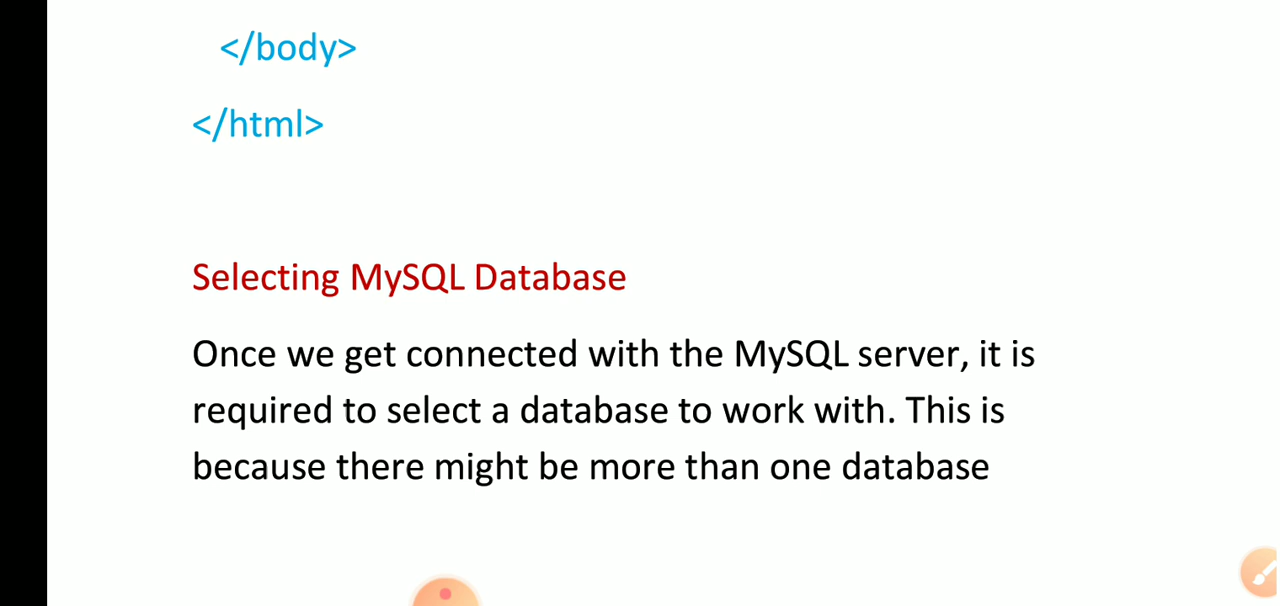 </body>
</html>
Selecting MySQL Database
Once we get connected with the MySQL server, it is
required to select a database to work with. This is
because there might be more than one database